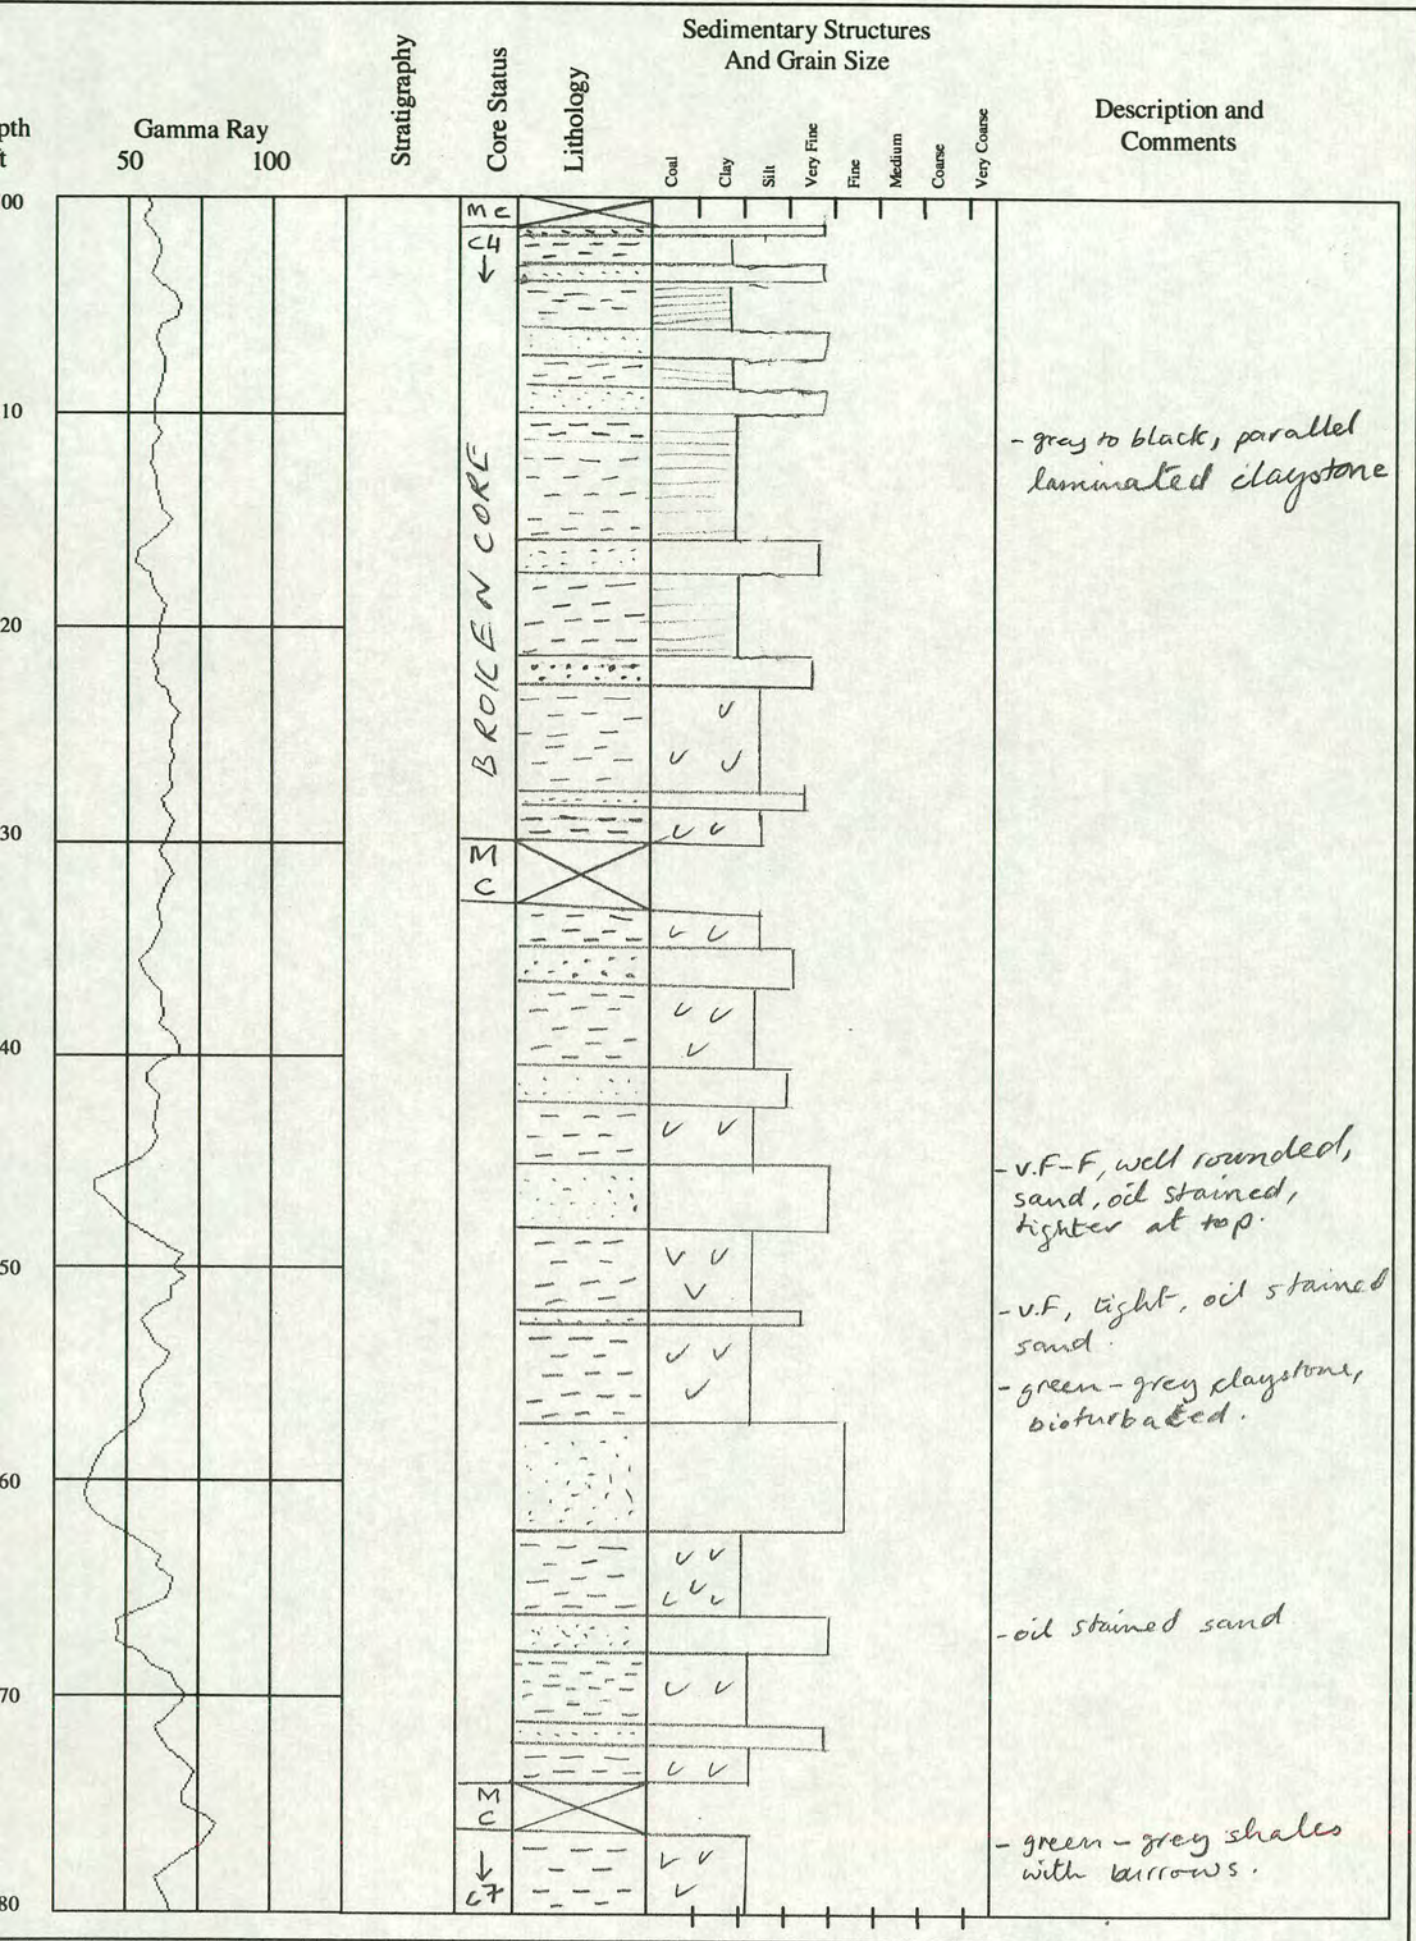 Sedimentary Structures
And Grain Size
Stratigraphy
Core Status
Lithology
Description and
Comments
pth
t
Gamma Ray
50 100
Coal
Clay
Silt
Very Fine
Fine
Medium
Coarse
Very Coarse
00
MC
C4
10
- grey to black, parallel
laminated claystone
BROKEN CORE
20
30
M
C
40
- v.F-F, well rounded,
sand, oil stained,
tighter at top.
50
- v.F, tight, oil stained
sand.
- green-grey claystone,
bioturbated.
60
- oil stained sand
70
M
C
- green-grey shales
with burrows.
C7
80